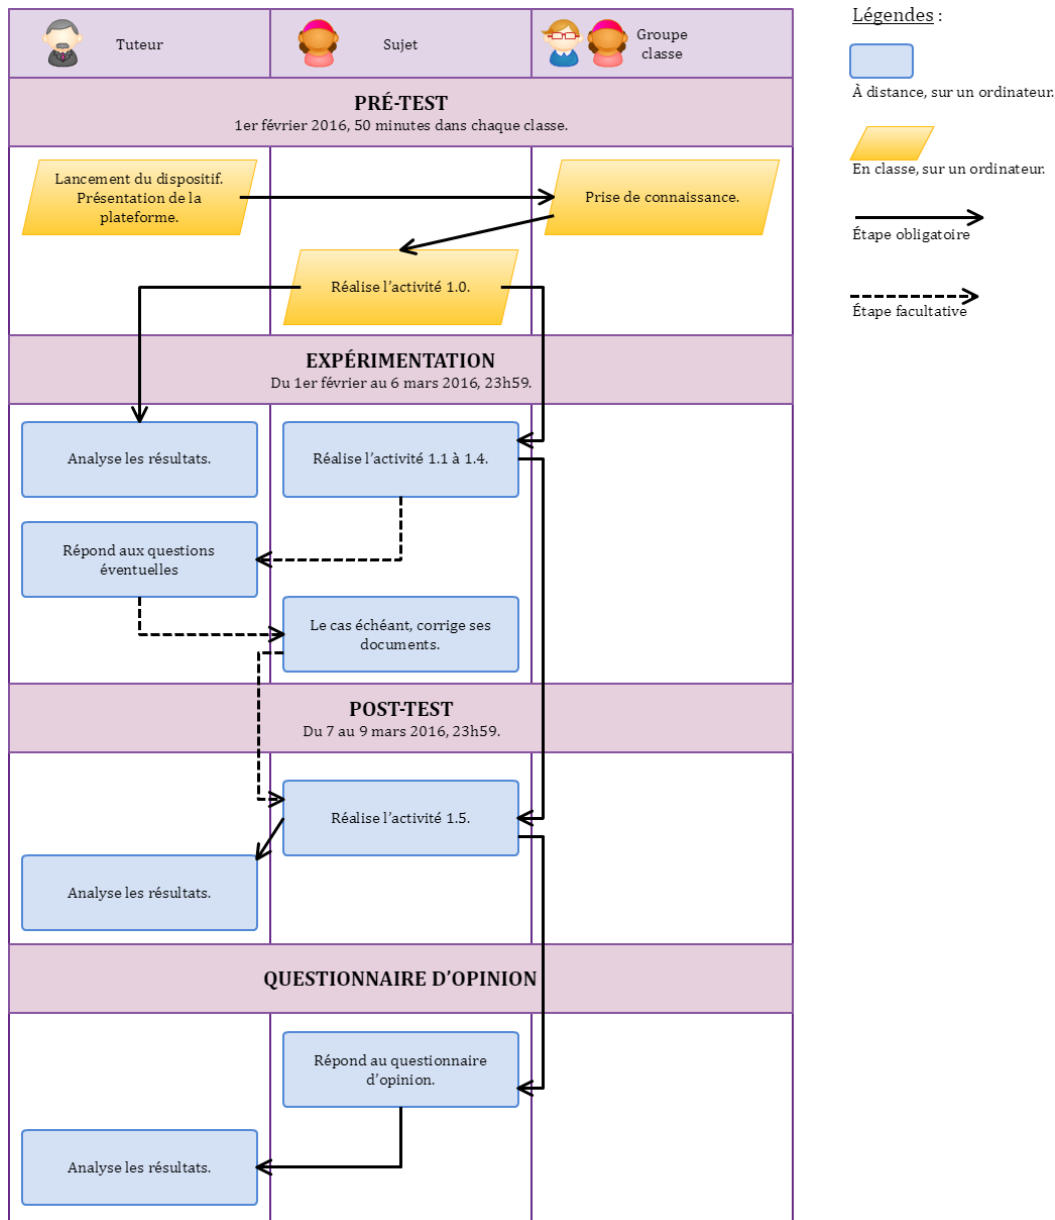 Tuteur
Sujet
Groupe
classe
Légendes :
À distance, sur un ordinateur.
En classe, sur un ordinateur.
Étape obligatoire
Étape facultative
PRÉ-TEST
1er février 2016, 50 minutes dans chaque classe.
Lancement du dispositif.
Présentation de la
plateforme.
Prise de connaissance.
Réalise l’activité 1.0.
EXPÉRIMENTATION
Du 1er février au 6 mars 2016, 23h59.
Analyse les résultats.
Réalise l’activité 1.1 à 1.4.
Répond aux questions
éventuelles
Le cas échéant, corrige ses
documents.
POST-TEST
Du 7 au 9 mars 2016, 23h59.
Réalise l’activité 1.5.
Analyse les résultats.
QUESTIONNAIRE D’OPINION
Répond au questionnaire
d’opinion.
Analyse les résultats.